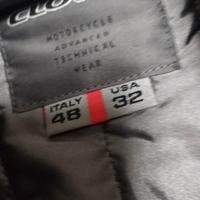 MOTORCYCLE
ADVANCED
TECHNICAL
WEAR
ITALY USA
48 32